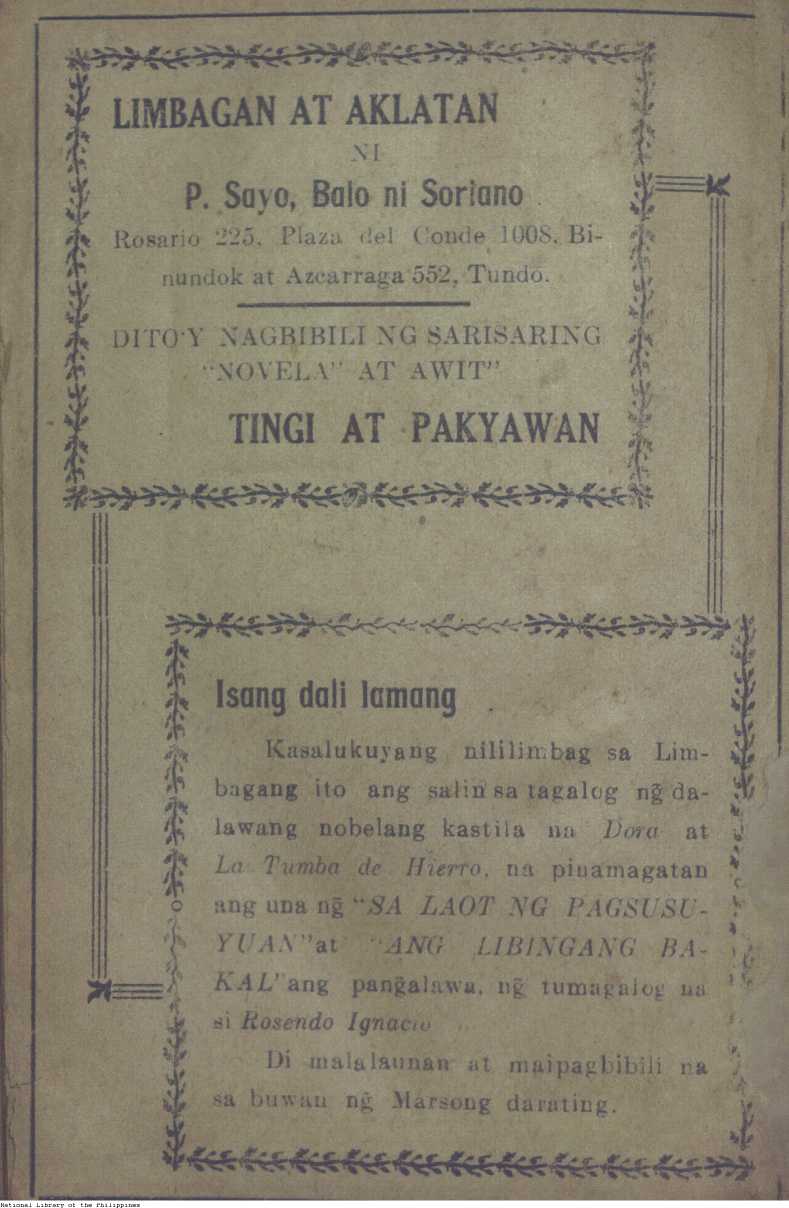 LIMBAGAN AT AKLATAN
NI
P. Sayo, Balo ni Soriano
Rosario 225, Plaza del Conde 1008, Bi-
nundok at Azcarraga 552, Tundo.
DITO'Y NAGBIBILI NG SARISARING
"NOVELA" AT AWIT"
TINGI AT PAKYAWAN
Isang dali lamang
Kasalukuyang nililimbag sa Lim-
bagang ito ang salin sa tagalog ng̃ da-
lawang nobelang kastila na Dora at
La Tumba de Hierro, na pinamagatan
ang una ng̃ "SA LAOT NG PAGSUSU-
YUAN" at "ANG LIBINGANG BA-
KAL" ang pang̃alawa, ng̃ tumagalog na
si Rosendo Ignacio
Di malalaunan at maipagbibili na
sa buwan ng̃ Marsong darating.
National Library of the Philippines